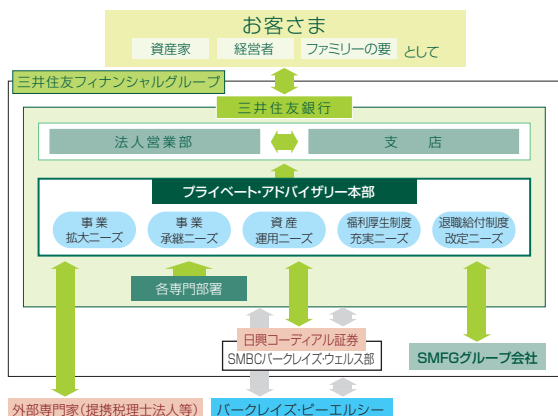 お客さま
資産家 経営者 ファミリーの要 として
三井住友フィナンシャルグループ
三井住友銀行
法人営業部 支店
プライベート・アドバイザリー本部
事業 事業 資産 福利厚生制度 退職給付制度
拡大ニーズ 承継ニーズ 運用ニーズ 充実ニーズ 改定ニーズ
各専門部署
日興コーディアル証券
SMBCバークレイズ・ウェルス部
SMFGグループ会社
外部専門家(提携税理士法人等) バークレイズ・ピーエルシー